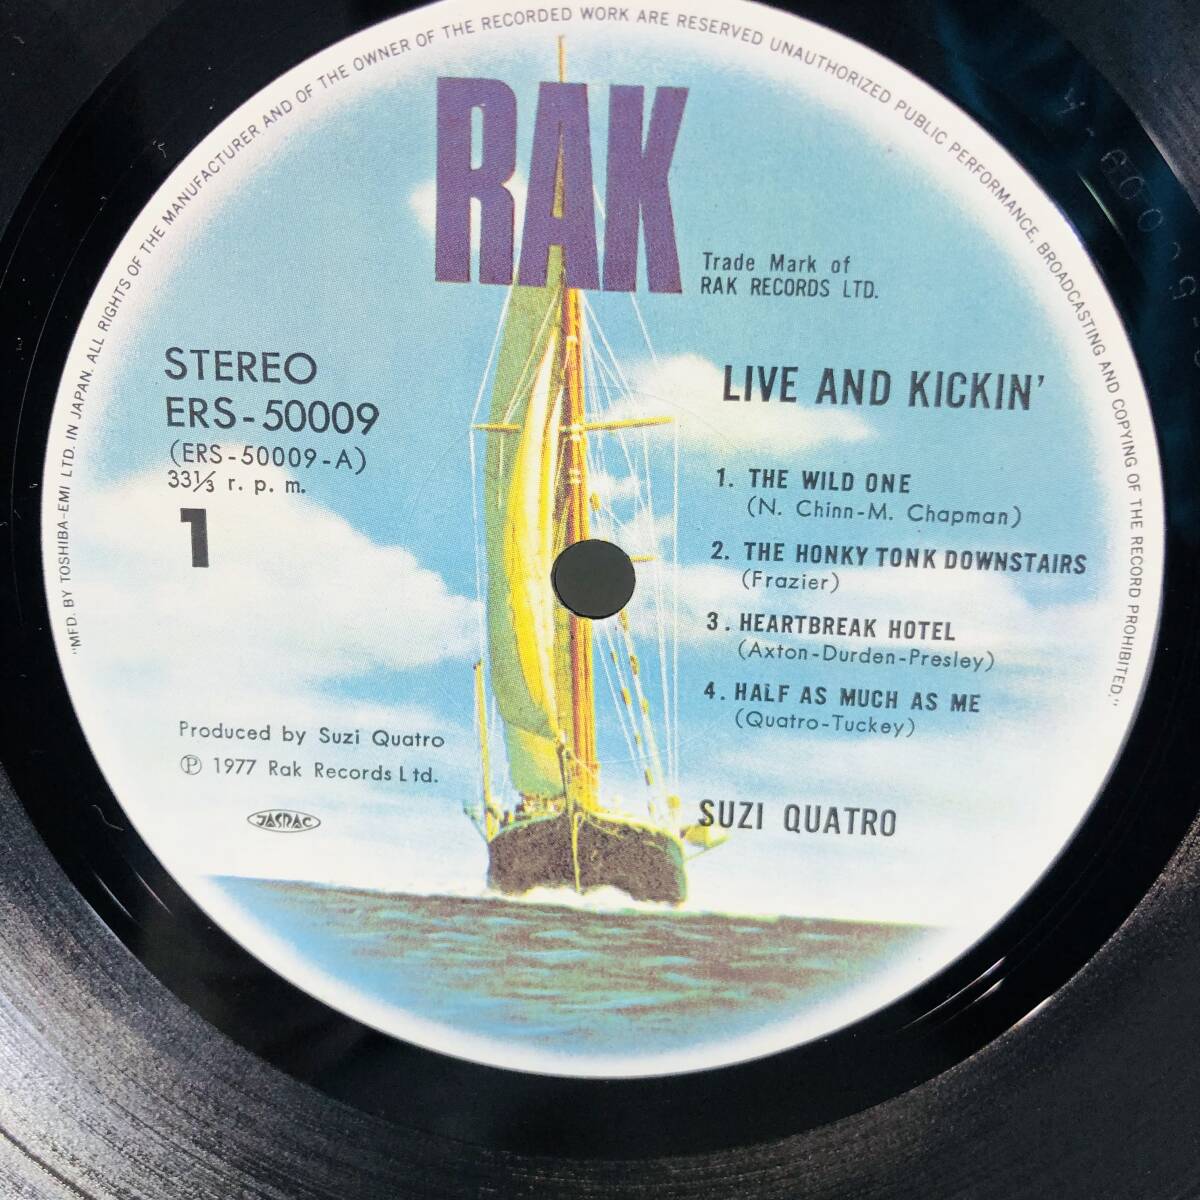 "MFD. BY TOSHIBA-EMI LTD. IN JAPAN. ALL RIGHTS OF THE MANUFACTURER AND OF THE OWNER OF THE RECORDED WORK ARE RESERVED UNAUTHORIZED PUBLIC PERFORMANCE, BROADCASTING AND COPYING OF THE RECORD PROHIBITED."
RAK
Trade Mark of
RAK RECORDS LTD.
STEREO
ERS-50009
(ERS-50009-A)
33⅓ r. p. m.
1
LIVE AND KICKIN'
1. THE WILD ONE
(N. Chinn-M. Chapman)
2. THE HONKY TONK DOWNSTAIRS
(Frazier)
3. HEARTBREAK HOTEL
(Axton-Durden-Presley)
4. HALF AS MUCH AS ME
(Quatro-Tuckey)
Produced by Suzi Quatro
Ⓟ 1977 Rak Records Ltd.
JASRAC
SUZI QUATRO